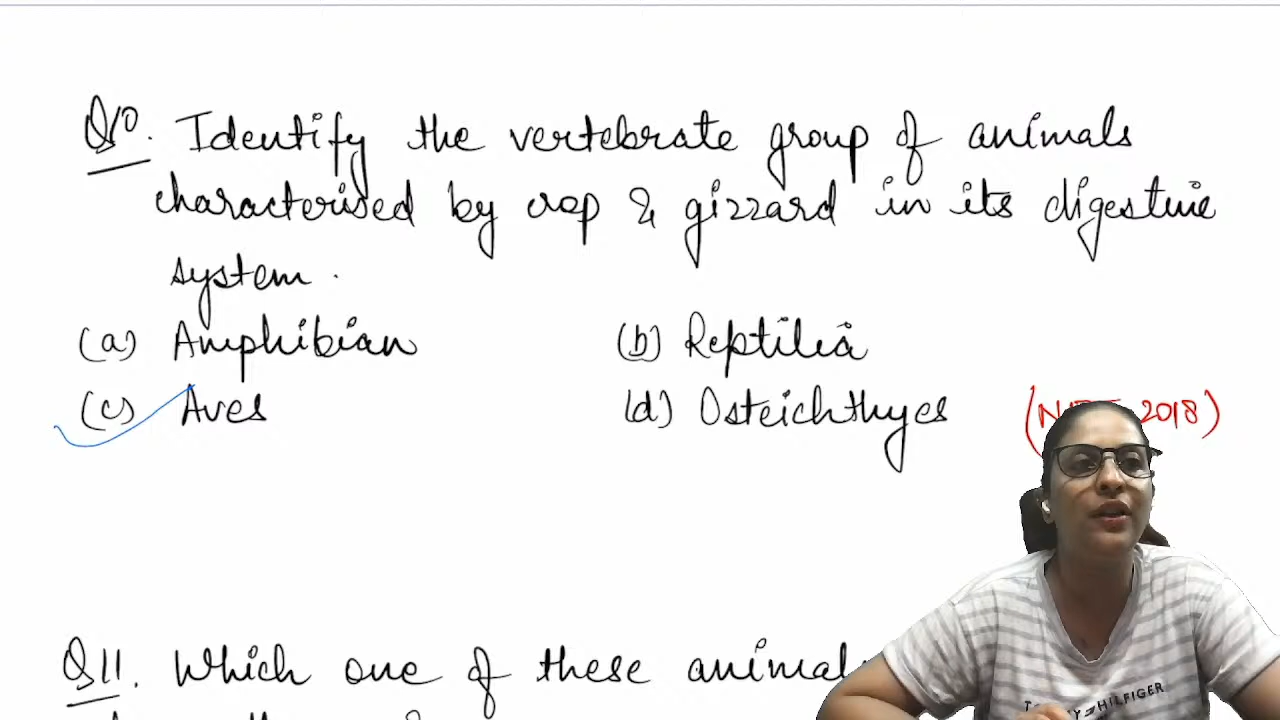 Q10. Identify the vertebrate group of animals
characterised by crop & gizzard in its digestive
system.
(a) Amphibian (b) Reptilia
(c) Aves (d) Osteichthyes (2018)
Q11. Which one of these animal
HILFIGER